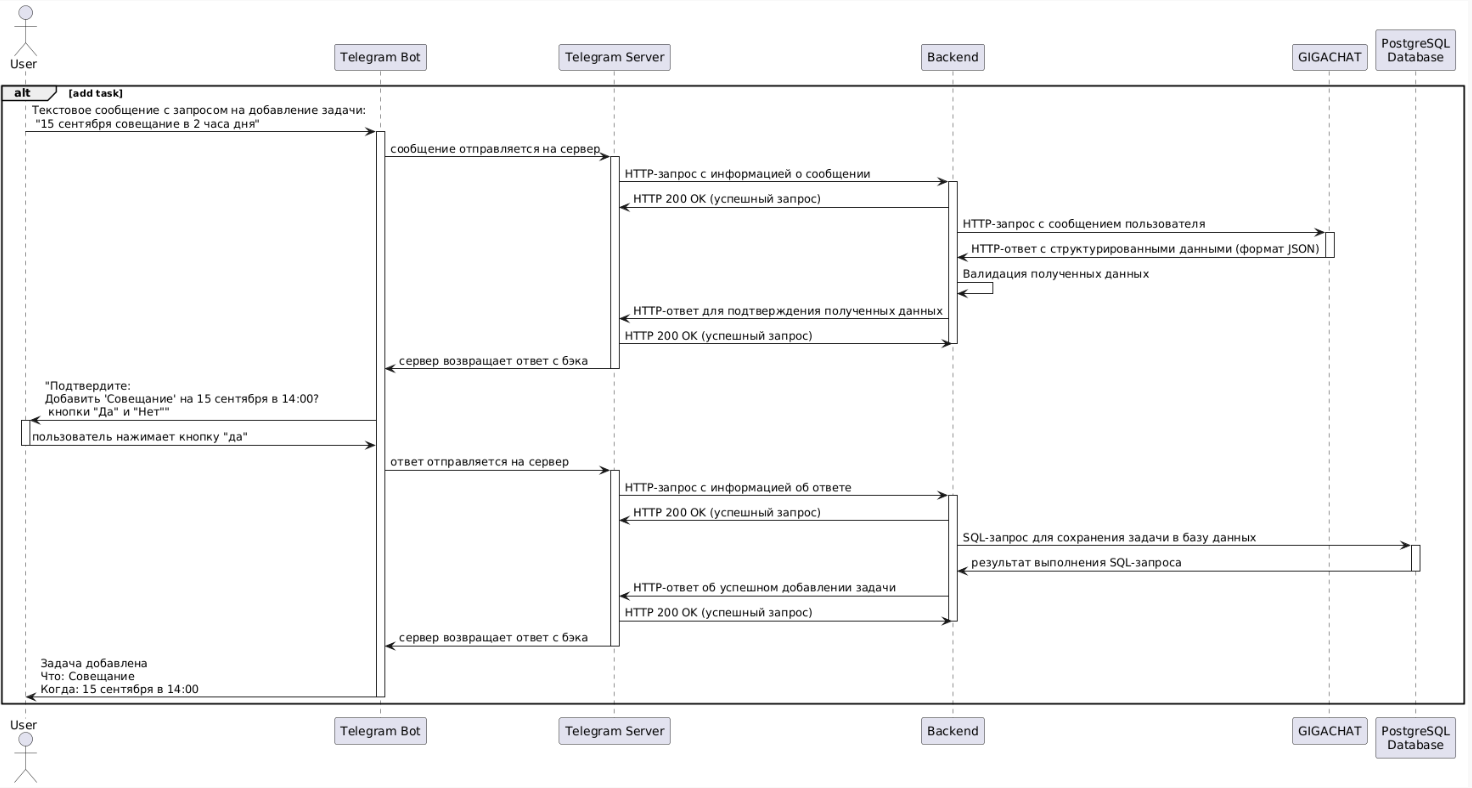 User
Telegram Bot
Telegram Server
Backend
GIGACHAT
PostgreSQL
Database
alt
[add task]
Текстовое сообщение с запросом на добавление задачи:
"15 сентября совещание в 2 часа дня"
сообщение отправляется на сервер
HTTP-запрос с информацией о сообщении
HTTP 200 OK (успешный запрос)
HTTP-запрос с сообщением пользователя
HTTP-ответ с структурированными данными (формат JSON)
Валидация полученных данных
HTTP-ответ для подтверждения полученных данных
HTTP 200 OK (успешный запрос)
сервер возвращает ответ с бэка
"Подтвердите:
Добавить 'Совещание' на 15 сентября в 14:00?
кнопки "Да" и "Нет""
пользователь нажимает кнопку "да"
ответ отправляется на сервер
HTTP-запрос с информацией об ответе
HTTP 200 OK (успешный запрос)
SQL-запрос для сохранения задачи в базу данных
результат выполнения SQL-запроса
HTTP-ответ об успешном добавлении задачи
HTTP 200 OK (успешный запрос)
сервер возвращает ответ с бэка
Задача добавлена
Что: Совещание
Когда: 15 сентября в 14:00
User
Telegram Bot
Telegram Server
Backend
GIGACHAT
PostgreSQL
Database